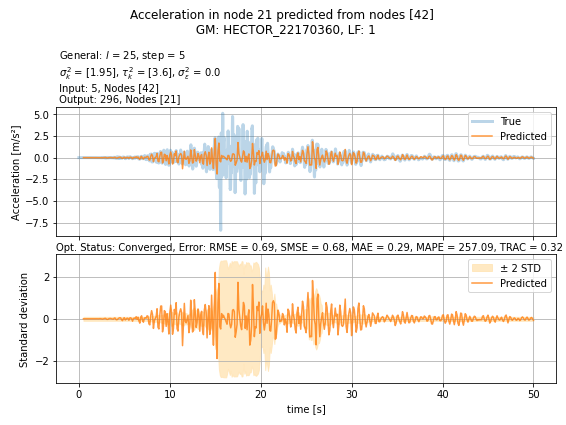 Acceleration in node 21 predicted from nodes [42]
GM: HECTOR_22170360, LF: 1
General: l = 25, step = 5
σ²ₖ = [1.95], τ²ₖ = [3.6], σ²ε = 0.0
Input: 5, Nodes [42]
Output: 296, Nodes [21]
Acceleration [m/s²]
5.0
2.5
0.0
−2.5
−5.0
−7.5
True
Predicted
Opt. Status: Converged, Error: RMSE = 0.69, SMSE = 0.68, MAE = 0.29, MAPE = 257.09, TRAC = 0.32
Standard deviation
2
0
−2
± 2 STD
Predicted
0 10 20 30 40 50
time [s]